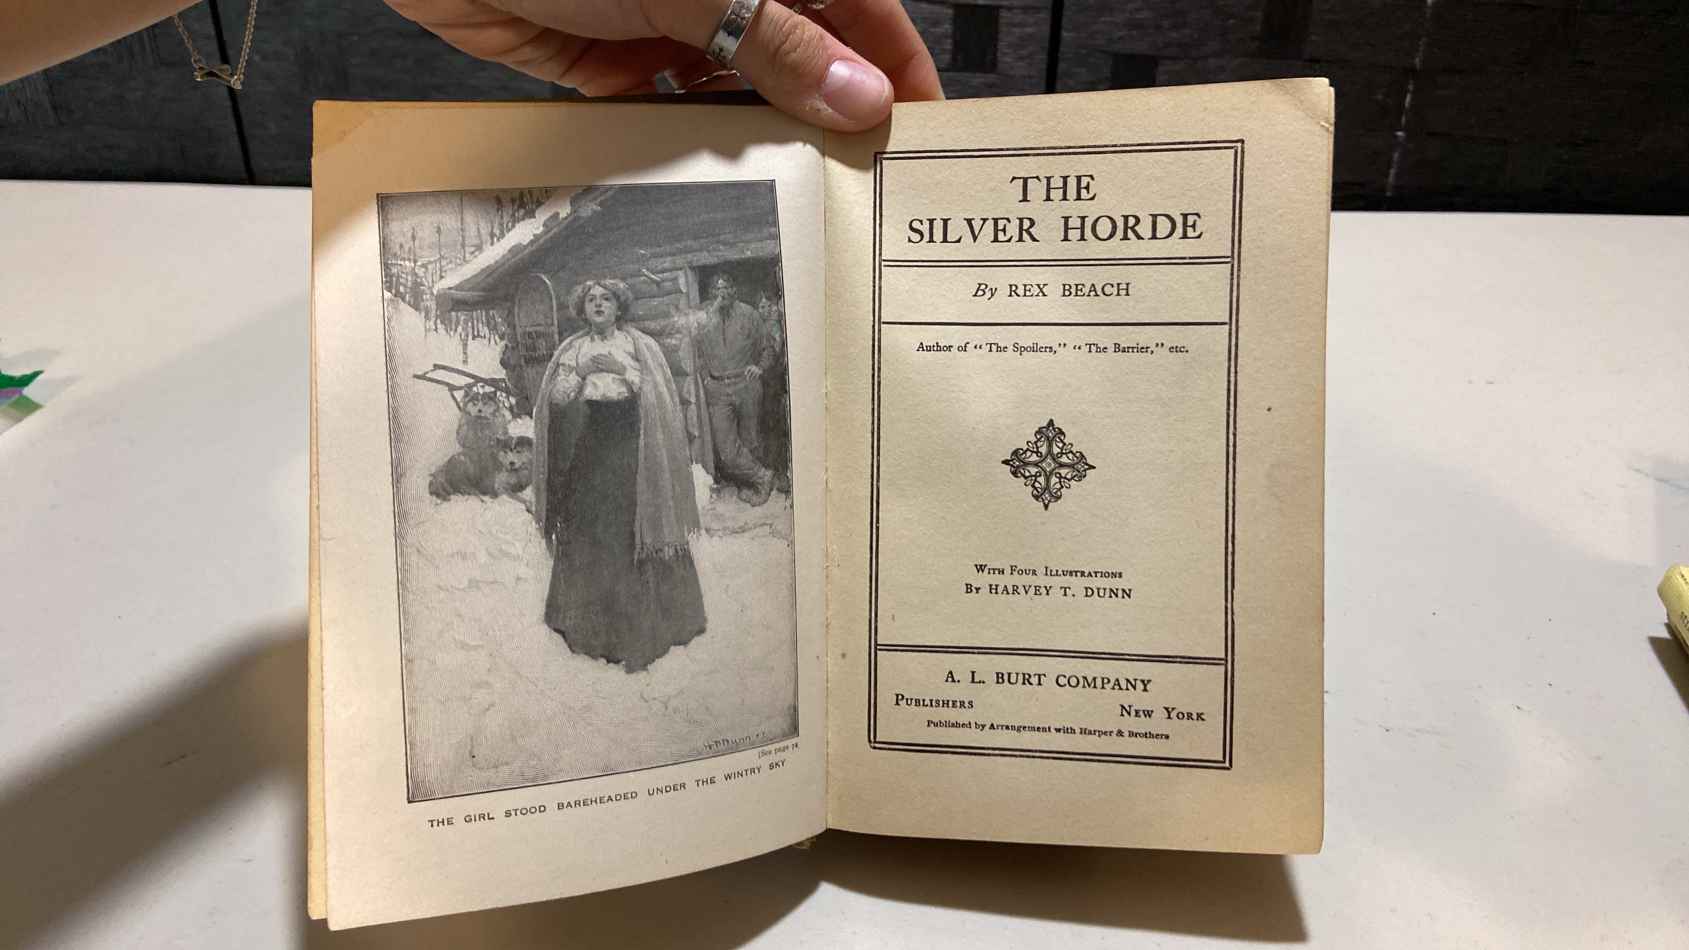 [See page 74
THE GIRL STOOD BAREHEADED UNDER THE WINTRY SKY
THE
SILVER HORDE
By REX BEACH
Author of "The Spoilers," "The Barrier," etc.
With Four Illustrations
By HARVEY T. DUNN
A. L. BURT COMPANY
Publishers New York
Published by Arrangement with Harper & Brothers